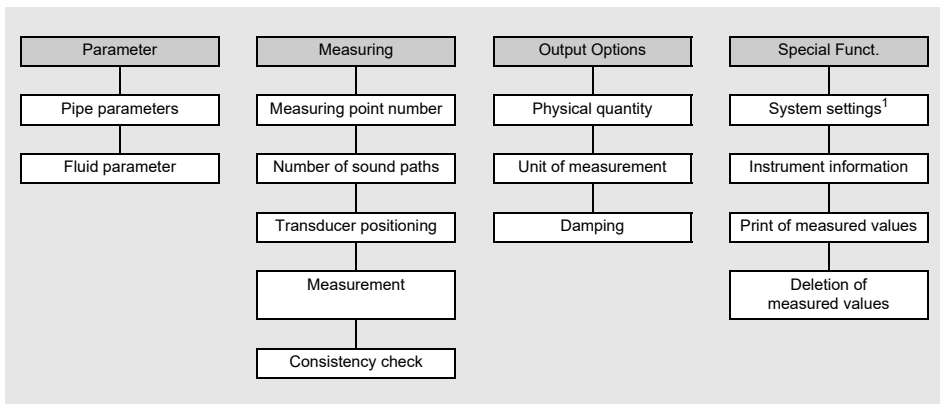 Parameter
Pipe parameters
Fluid parameter
Measuring
Measuring point number
Number of sound paths
Transducer positioning
Measurement
Consistency check
Output Options
Physical quantity
Unit of measurement
Damping
Special Funct.
System settings1
Instrument information
Print of measured values
Deletion of
measured values